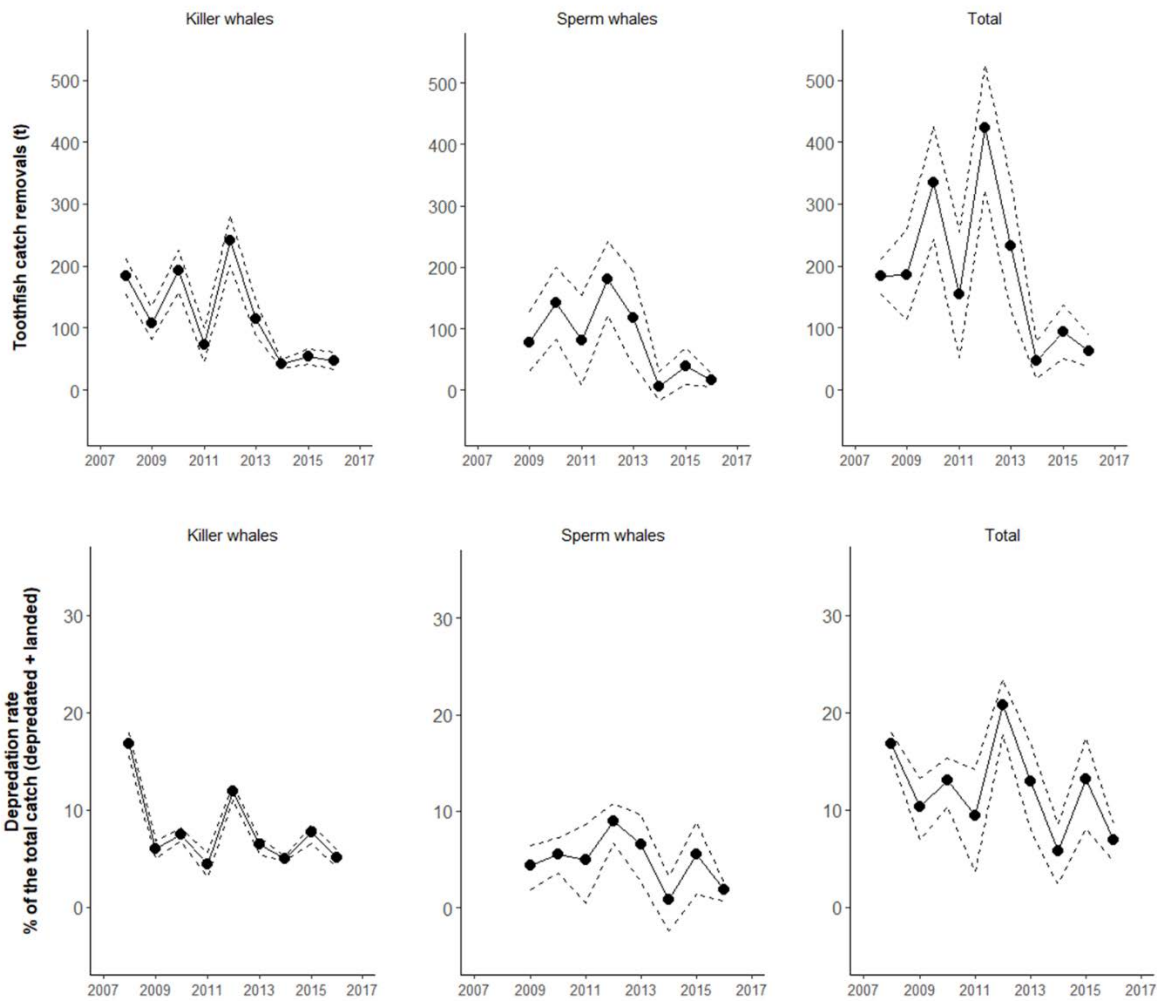 Killer whales
Sperm whales
Total
Toothfish catch removals (t)
500
400
300
200
100
0
2007 2009 2011 2013 2015 2017
500
400
300
200
100
0
2007 2009 2011 2013 2015 2017
500
400
300
200
100
0
2007 2009 2011 2013 2015 2017
Killer whales
Sperm whales
Total
Depredation rate
% of the total catch (depredated + landed)
30
20
10
0
2007 2009 2011 2013 2015 2017
30
20
10
0
2007 2009 2011 2013 2015 2017
30
20
10
0
2007 2009 2011 2013 2015 2017